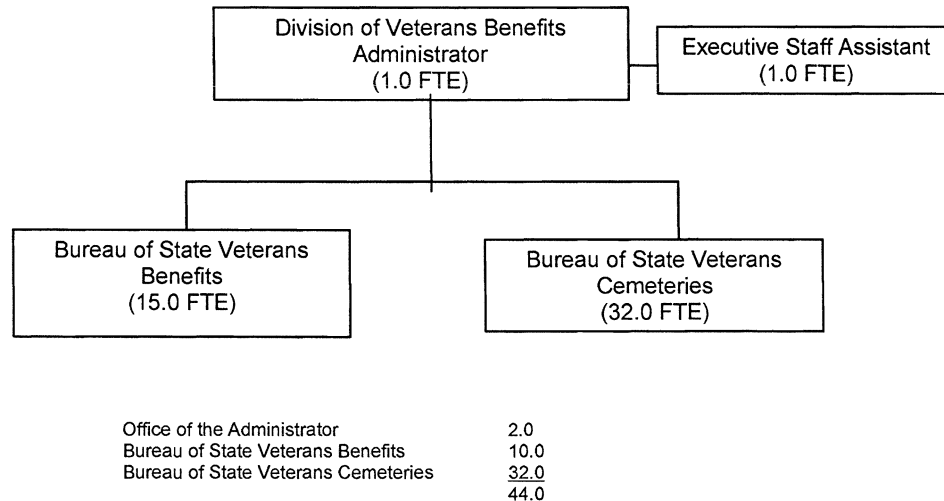 Division of Veterans Benefits
Administrator
(1.0 FTE)
Executive Staff Assistant
(1.0 FTE)
Bureau of State Veterans
Benefits
(15.0 FTE)
Bureau of State Veterans
Cemeteries
(32.0 FTE)
Office of the Administrator 2.0
Bureau of State Veterans Benefits 10.0
Bureau of State Veterans Cemeteries 32.0
44.0